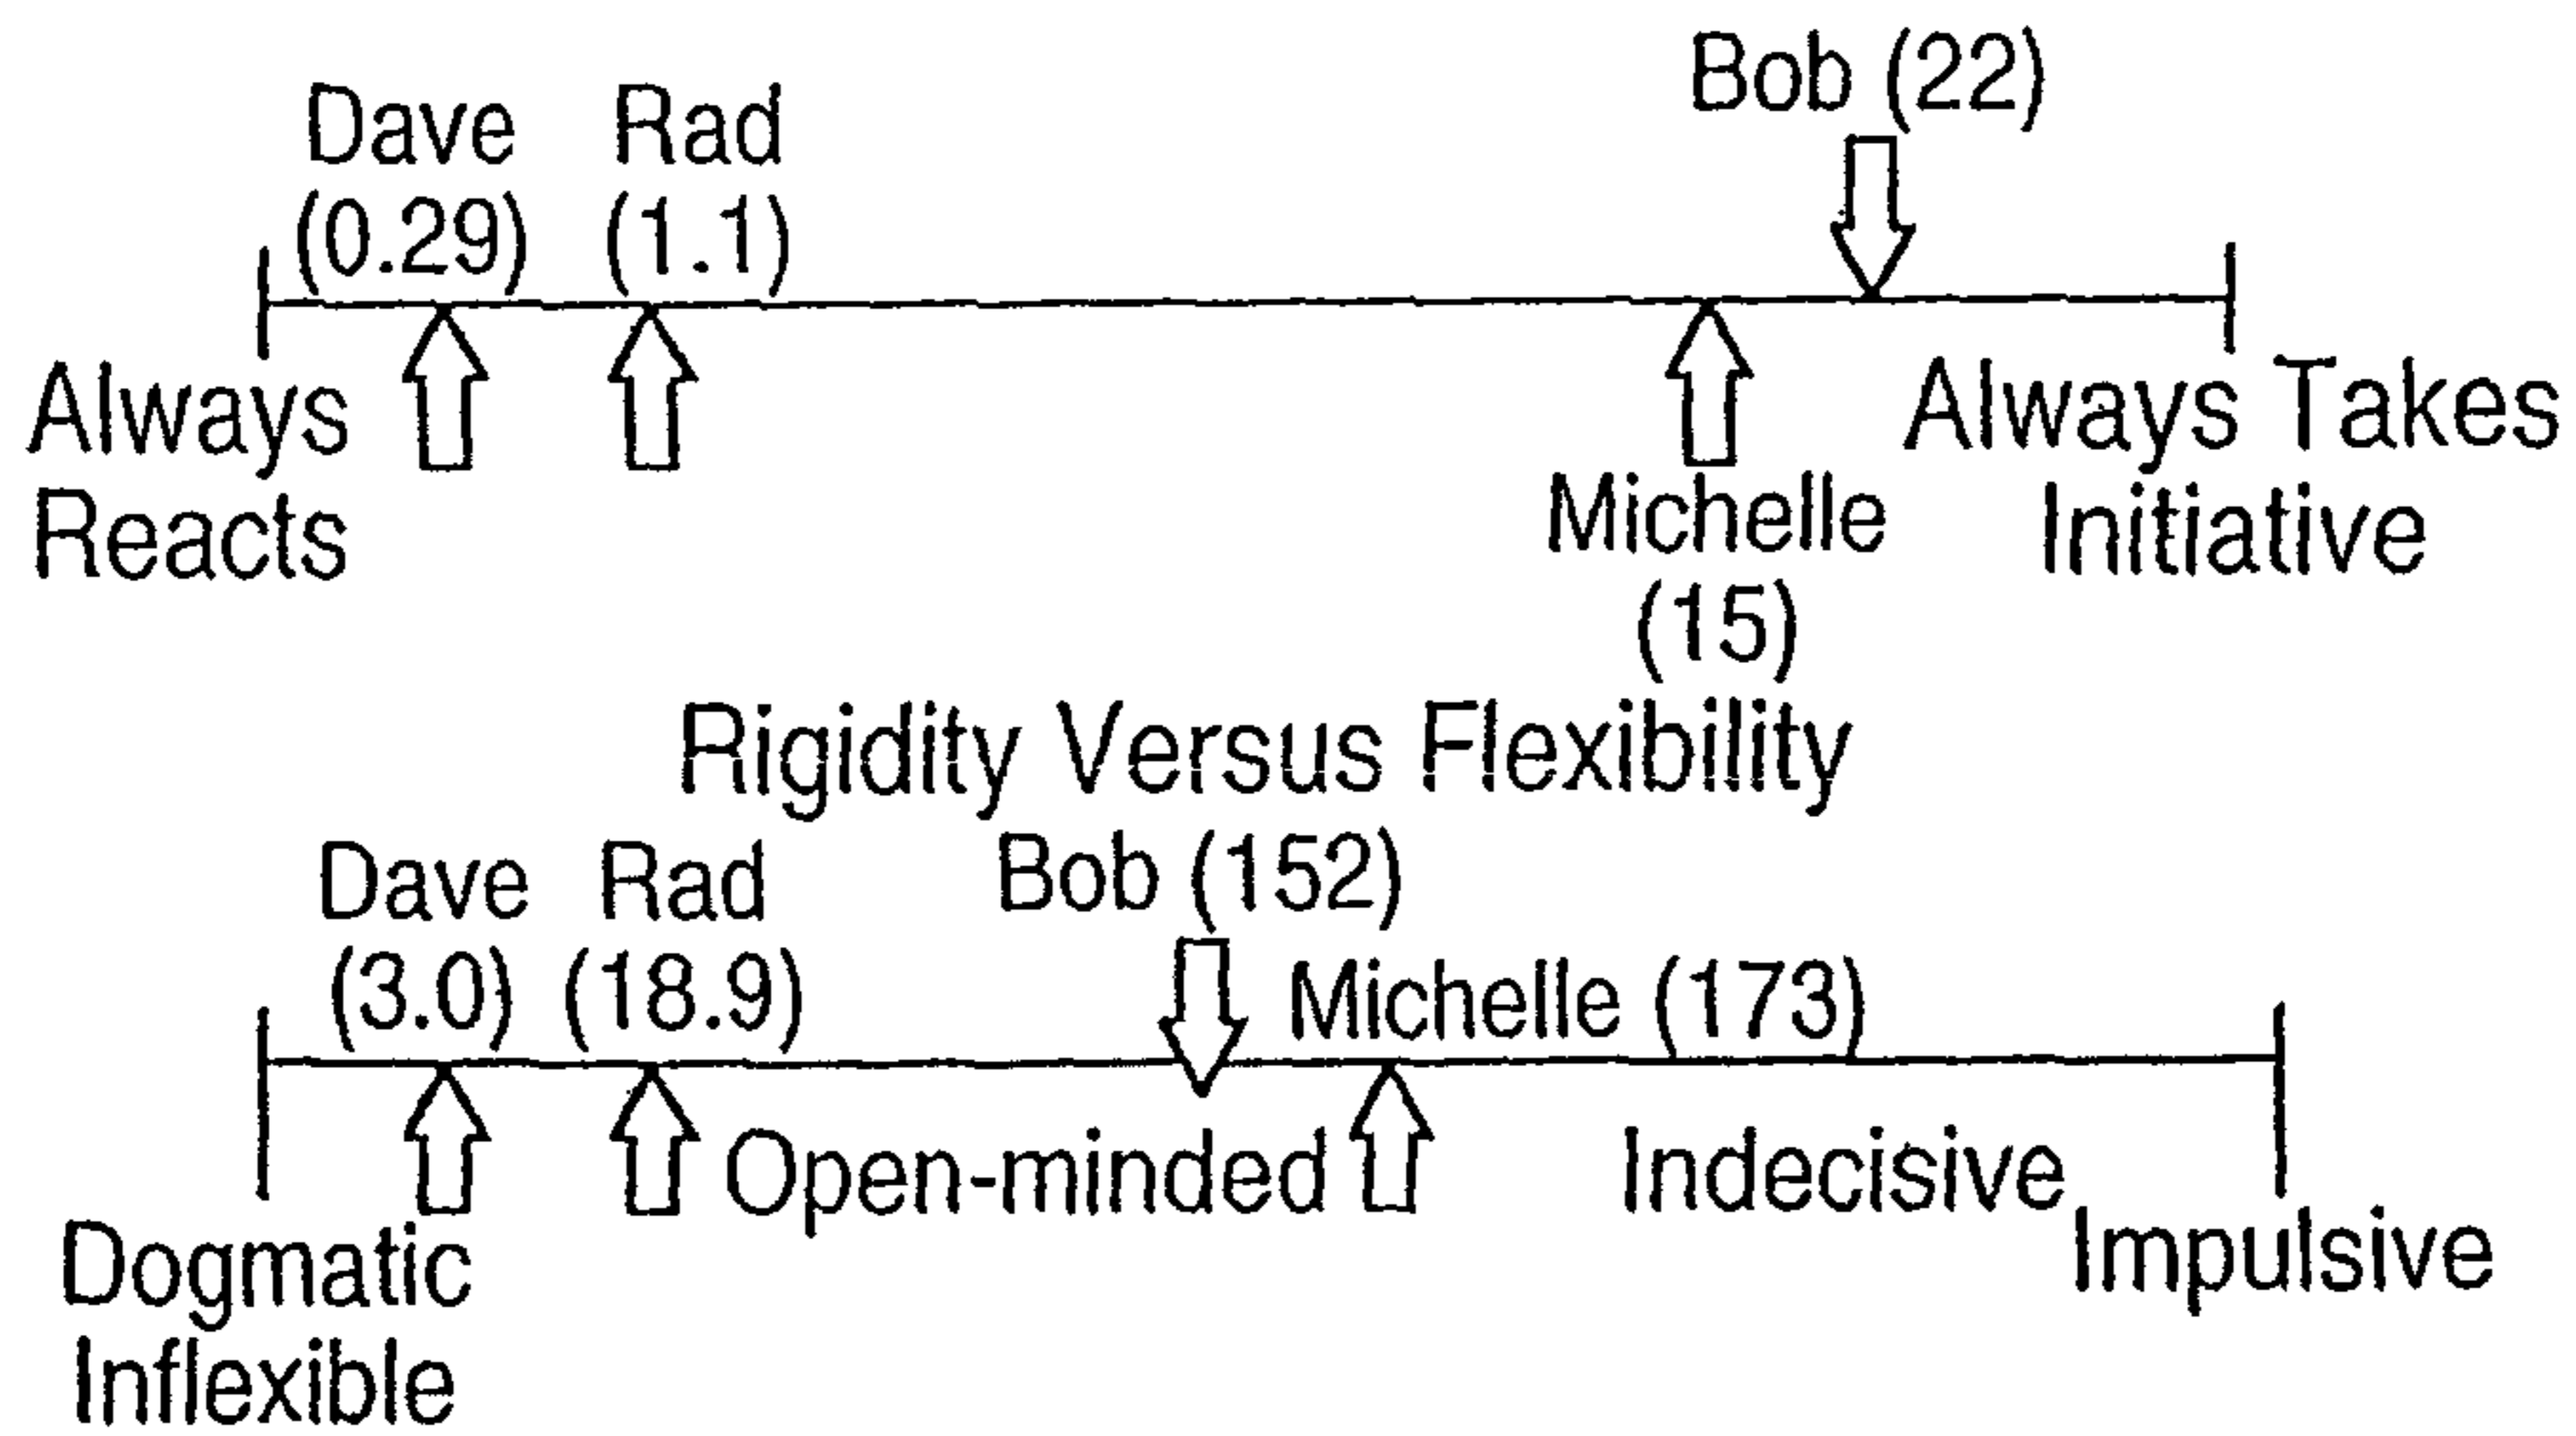 Bob (22)
Dave Rad
(0.29) (1.1)
Always Reacts
Always Takes Initiative
Michelle
(15)
Rigidity Versus Flexibility
Bob (152)
Dave Rad
(3.0) (18.9)
Michelle (173)
Open-minded
Indecisive
Impulsive
Dogmatic
Inflexible